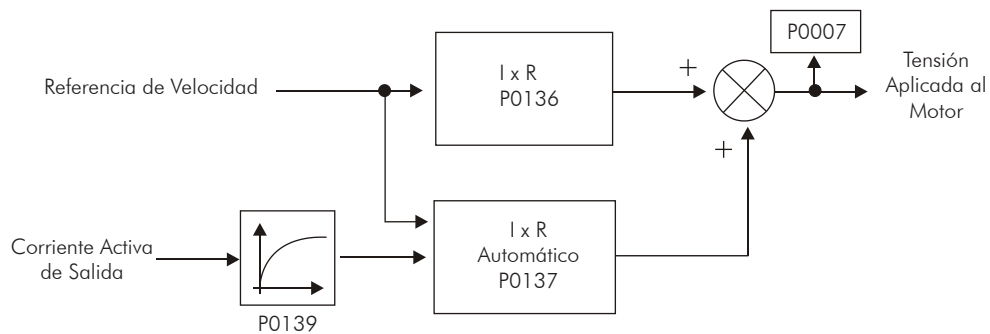 P0007
Referencia de Velocidad
I x R
P0136
+
Tensión
Aplicada al
Motor
+
Corriente Activa
de Salida
P0139
I x R
Automático
P0137